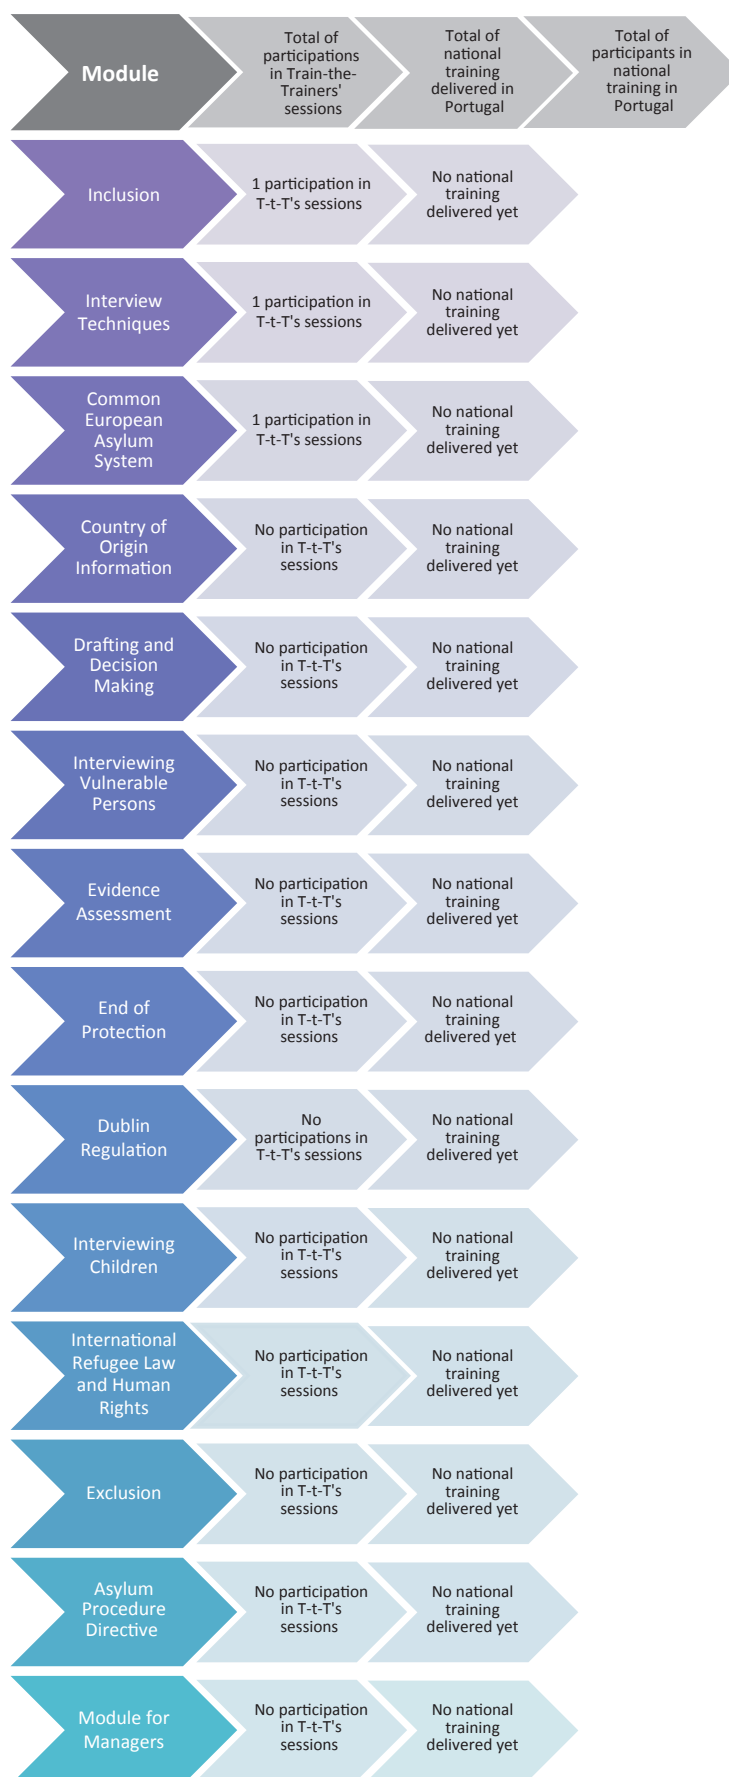 Module
Total of
participations
in Train-the-
Trainers'
sessions
Total of
national
training
delivered in
Portugal
Total of
participants in
national
training in
Portugal
Inclusion
1 participation in
T-t-T's sessions
No national
training
delivered yet
Interview
Techniques
1 participation in
T-t-T's sessions
No national
training
delivered yet
Common
European
Asylum
System
1 participation in
T-t-T's sessions
No national
training
delivered yet
Country of
Origin
Information
No participation
in T-t-T's
sessions
No national
training
delivered yet
Drafting and
Decision
Making
No participation
in T-t-T's
sessions
No national
training
delivered yet
Interviewing
Vulnerable
Persons
No participation
in T-t-T's
sessions
No national
training
delivered yet
Evidence
Assessment
No participation
in T-t-T's
sessions
No national
training
delivered yet
End of
Protection
No participation
in T-t-T's
sessions
No national
training
delivered yet
Dublin
Regulation
No
participations in
T-t-T's sessions
No national
training
delivered yet
Interviewing
Children
No participation
in T-t-T's
sessions
No national
training
delivered yet
International
Refugee Law
and Human
Rights
No participation
in T-t-T's
sessions
No national
training
delivered yet
Exclusion
No participation
in T-t-T's
sessions
No national
training
delivered yet
Asylum
Procedure
Directive
No participation
in T-t-T's
sessions
No national
training
delivered yet
Module for
Managers
No participation
in T-t-T's
sessions
No national
training
delivered yet